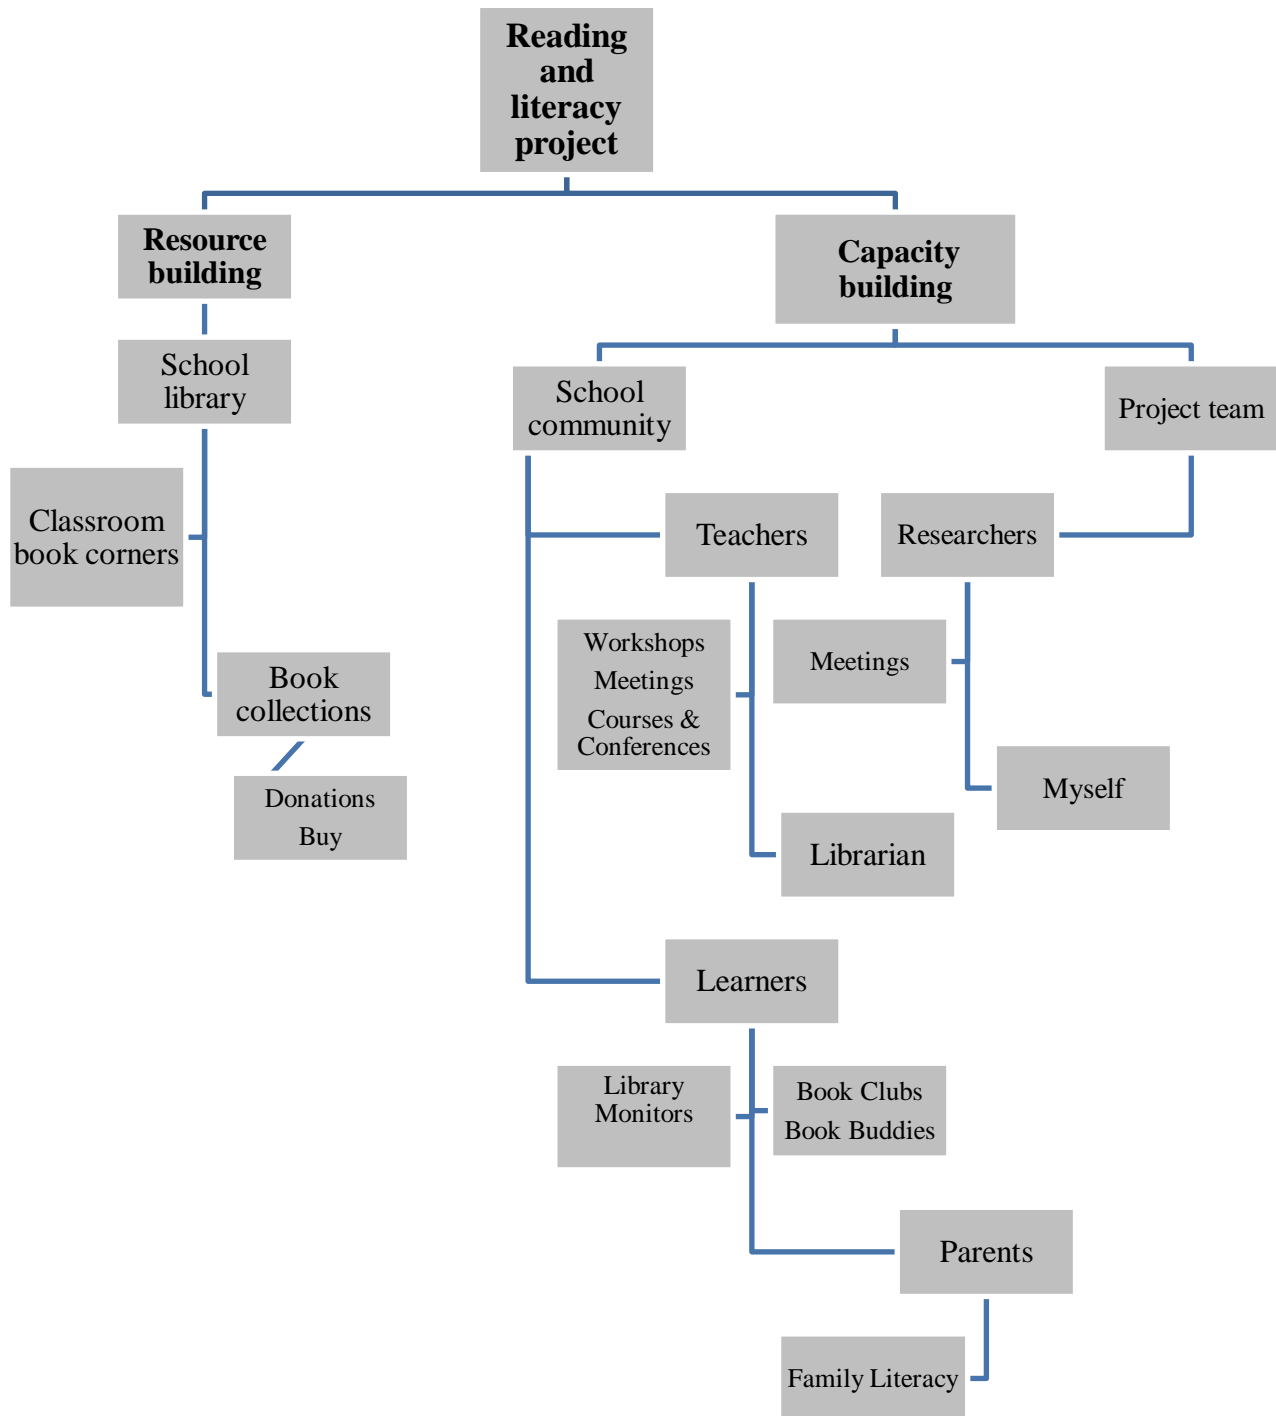 Reading
and
literacy
project
Resource
building
Capacity
building
School
library
School
community
Project team
Classroom
book corners
Teachers
Researchers
Workshops
Meetings
Courses &
Conferences
Meetings
Book
collections
Donations
Buy
Myself
Librarian
Learners
Library
Monitors
Book Clubs
Book Buddies
Parents
Family Literacy